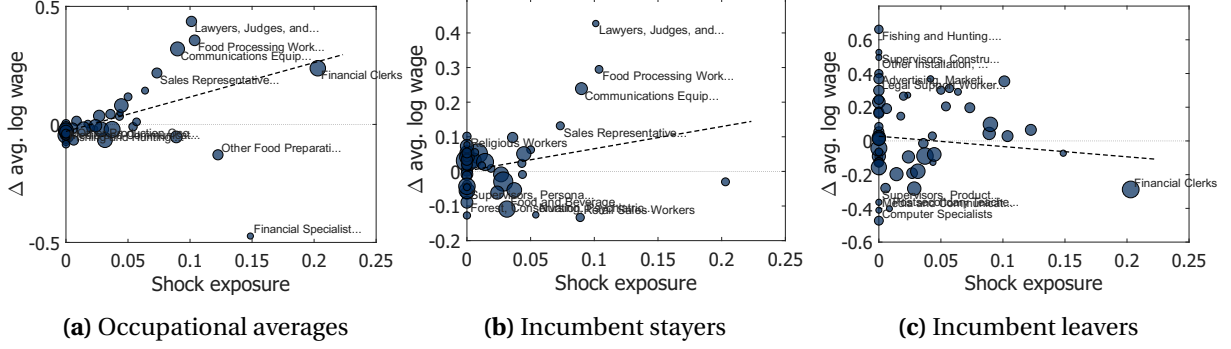 0.5
0
-0.5
Δ avg. log wage
Lawyers, Judges, and...
Food Processing Work...
Communications Equip...
Sales Representative...
Financial Clerks
Other Food Preparati...
Financial Specialist...
0 0.05 0.1 0.15 0.2 0.25
Shock exposure
(a) Occupational averages
0.4
0.2
0
-0.1
-0.2
Δ avg. log wage
Lawyers, Judges, and...
Food Processing Work...
Communications Equip...
Sales Representative...
Religious Workers
Supervisors, Persona...
Food and Beverage
Retail Sales Workers
0 0.05 0.1 0.15 0.2 0.25
Shock exposure
(b) Incumbent stayers
0.6
0.4
0.2
0
-0.2
-0.4
-0.6
Δ avg. log wage
Fishing and Hunting....
Supervisors, Constru...
Other Installation, ...
Advertising, Marketi...
Legal Support Worker...
Financial Clerks
Supervisors, Product...
Computer Specialists
0 0.05 0.1 0.15 0.2 0.25
Shock exposure
(c) Incumbent leavers